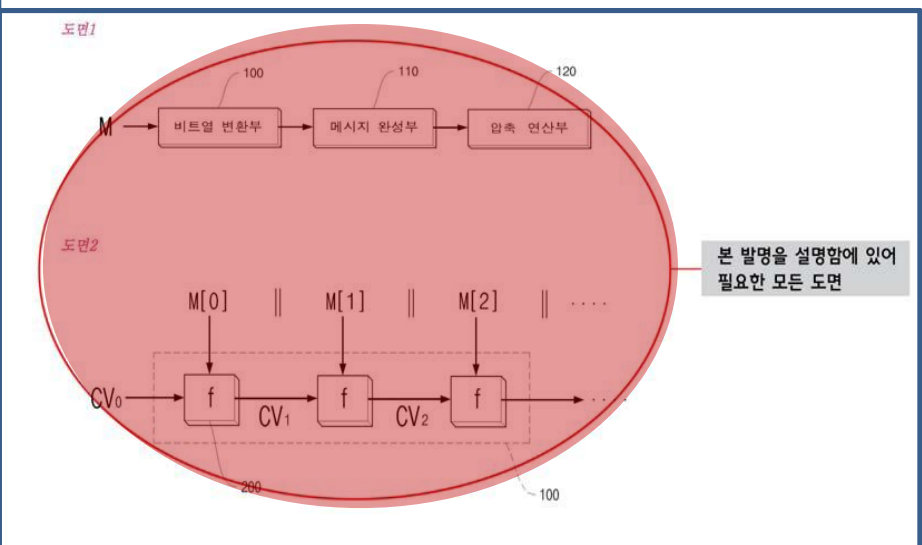 도면1
100
110
120
M
비트열 변환부
메시지 완성부
압축 연산부
도면2
본 발명을 설명함에 있어
필요한 모든 도면
M[0] || M[1] || M[2] || ····
CV₀
f
f
f
····
CV₁
CV₂
200
100